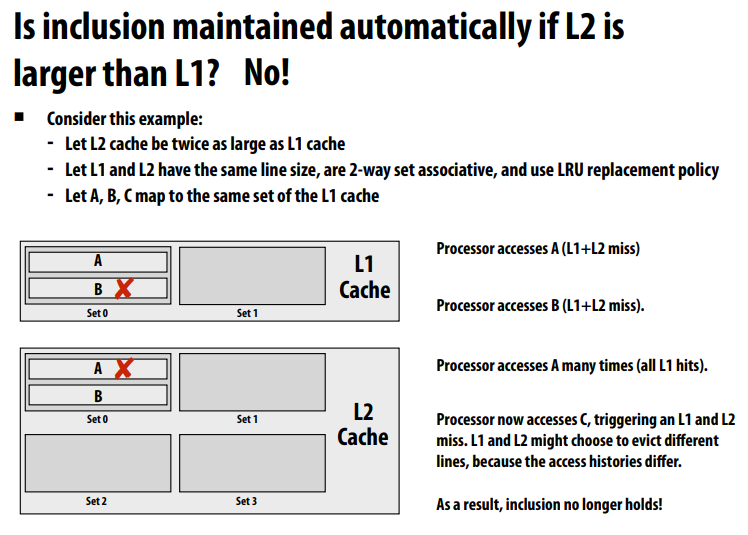 Is inclusion maintained automatically if L2 is
larger than L1? No!
■ Consider this example:
- Let L2 cache be twice as large as L1 cache
- Let L1 and L2 have the same line size, are 2-way set associative, and use LRU replacement policy
- Let A, B, C map to the same set of the L1 cache
A
B
Set 0
Set 1
L1
Cache
Processor accesses A (L1+L2 miss)
Processor accesses B (L1+L2 miss).
A
B
Set 0
Set 1
Set 2
Set 3
L2
Cache
Processor accesses A many times (all L1 hits).
Processor now accesses C, triggering an L1 and L2
miss. L1 and L2 might choose to evict different
lines, because the access histories differ.
As a result, inclusion no longer holds!